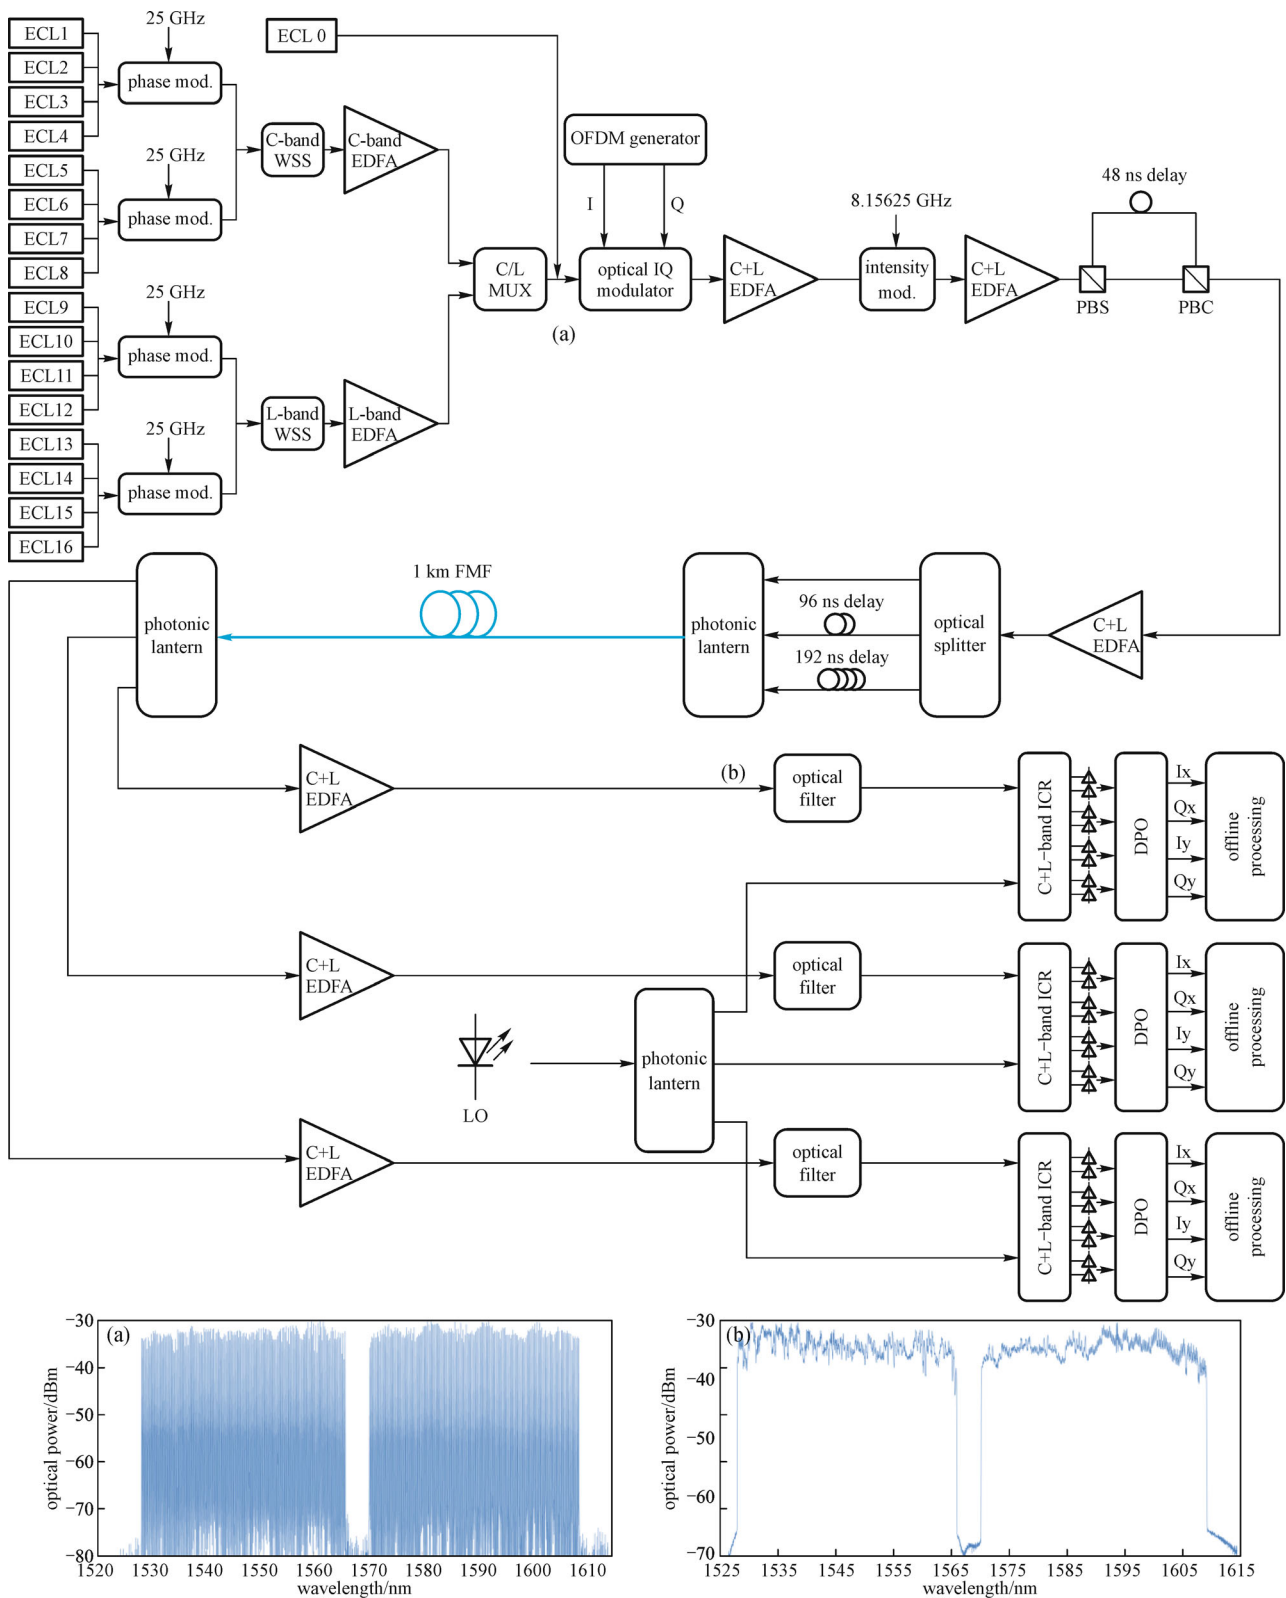 ECL1
ECL2
ECL3
ECL4
ECL5
ECL6
ECL7
ECL8
ECL9
ECL10
ECL11
ECL12
ECL13
ECL14
ECL15
ECL16
25 GHz
phase mod.
25 GHz
phase mod.
25 GHz
phase mod.
25 GHz
phase mod.
ECL 0
C-band
WSS
C-band
EDFA
L-band
WSS
L-band
EDFA
C/L
MUX
(a)
OFDM generator
I
Q
optical IQ
modulator
C+L
EDFA
8.15625 GHz
intensity
mod.
C+L
EDFA
48 ns delay
PBS
PBC
photonic
lantern
1 km FMF
photonic
lantern
96 ns delay
192 ns delay
optical
splitter
C+L
EDFA
C+L
EDFA
(b)
optical
filter
C+L-band ICR
DPO
Ix
Qx
Iy
Qy
offline
processing
C+L
EDFA
optical
filter
C+L-band ICR
DPO
Ix
Qx
Iy
Qy
offline
processing
LO
photonic
lantern
C+L
EDFA
optical
filter
C+L-band ICR
DPO
Ix
Qx
Iy
Qy
offline
processing
(a)
optical power/dBm
−30
−40
−50
−60
−70
−80
1520 1530 1540 1550 1560 1570 1580 1590 1600 1610
wavelength/nm
(b)
optical power/dBm
−30
−40
−50
−60
−70
1525 1535 1545 1555 1565 1575 1585 1595 1605 1615
wavelength/nm